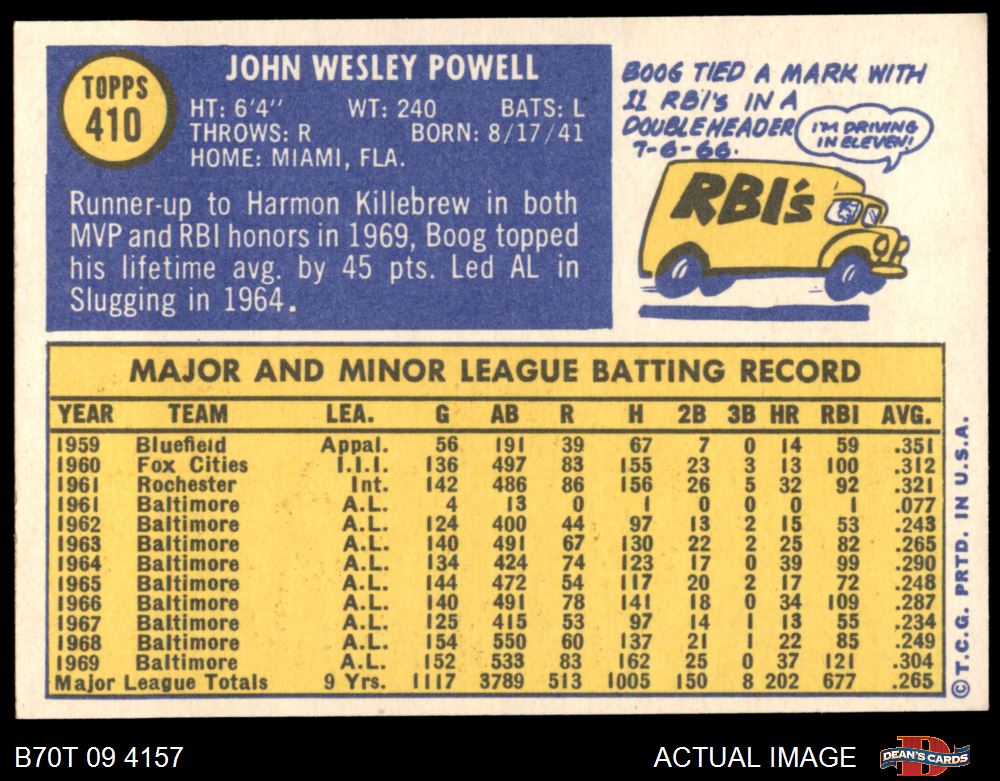 TOPPS
410
JOHN WESLEY POWELL
HT: 6'4" WT: 240 BATS: L
THROWS: R BORN: 8/17/41
HOME: MIAMI, FLA.
Runner-up to Harmon Killebrew in both
MVP and RBI honors in 1969, Boog topped
his lifetime avg. by 45 pts. Led AL in
Slugging in 1964.
BOOG TIED A MARK WITH
11 RBI's IN A
DOUBLEHEADER
7-6-66.
I'M DRIVING
IN ELEVEN!
RBI's
MAJOR AND MINOR LEAGUE BATTING RECORD
YEAR TEAM LEA. G AB R H 2B 3B HR RBI AVG.
1959 Bluefield Appal. 56 191 39 67 7 0 14 59 .351
1960 Fox Cities I.I.I. 136 497 83 155 23 3 13 100 .312
1961 Rochester Int. 142 486 86 156 26 5 32 92 .321
1961 Baltimore A.L. 4 13 0 1 0 0 0 1 .077
1962 Baltimore A.L. 124 400 44 97 13 2 15 53 .243
1963 Baltimore A.L. 140 491 67 130 22 2 25 82 .265
1964 Baltimore A.L. 134 424 74 123 17 0 39 99 .290
1965 Baltimore A.L. 144 472 54 117 20 2 17 72 .248
1966 Baltimore A.L. 140 491 78 141 18 0 34 109 .287
1967 Baltimore A.L. 125 415 53 97 14 1 13 55 .234
1968 Baltimore A.L. 154 550 60 137 21 1 22 85 .249
1969 Baltimore A.L. 152 533 83 162 25 0 37 121 .304
Major League Totals 9 Yrs. 1117 3789 513 1005 150 8 202 677 .265
©T.C.G. PRTD. IN U.S.A.
B70T 09 4157 ACTUAL IMAGE
DEAN'S CARDS